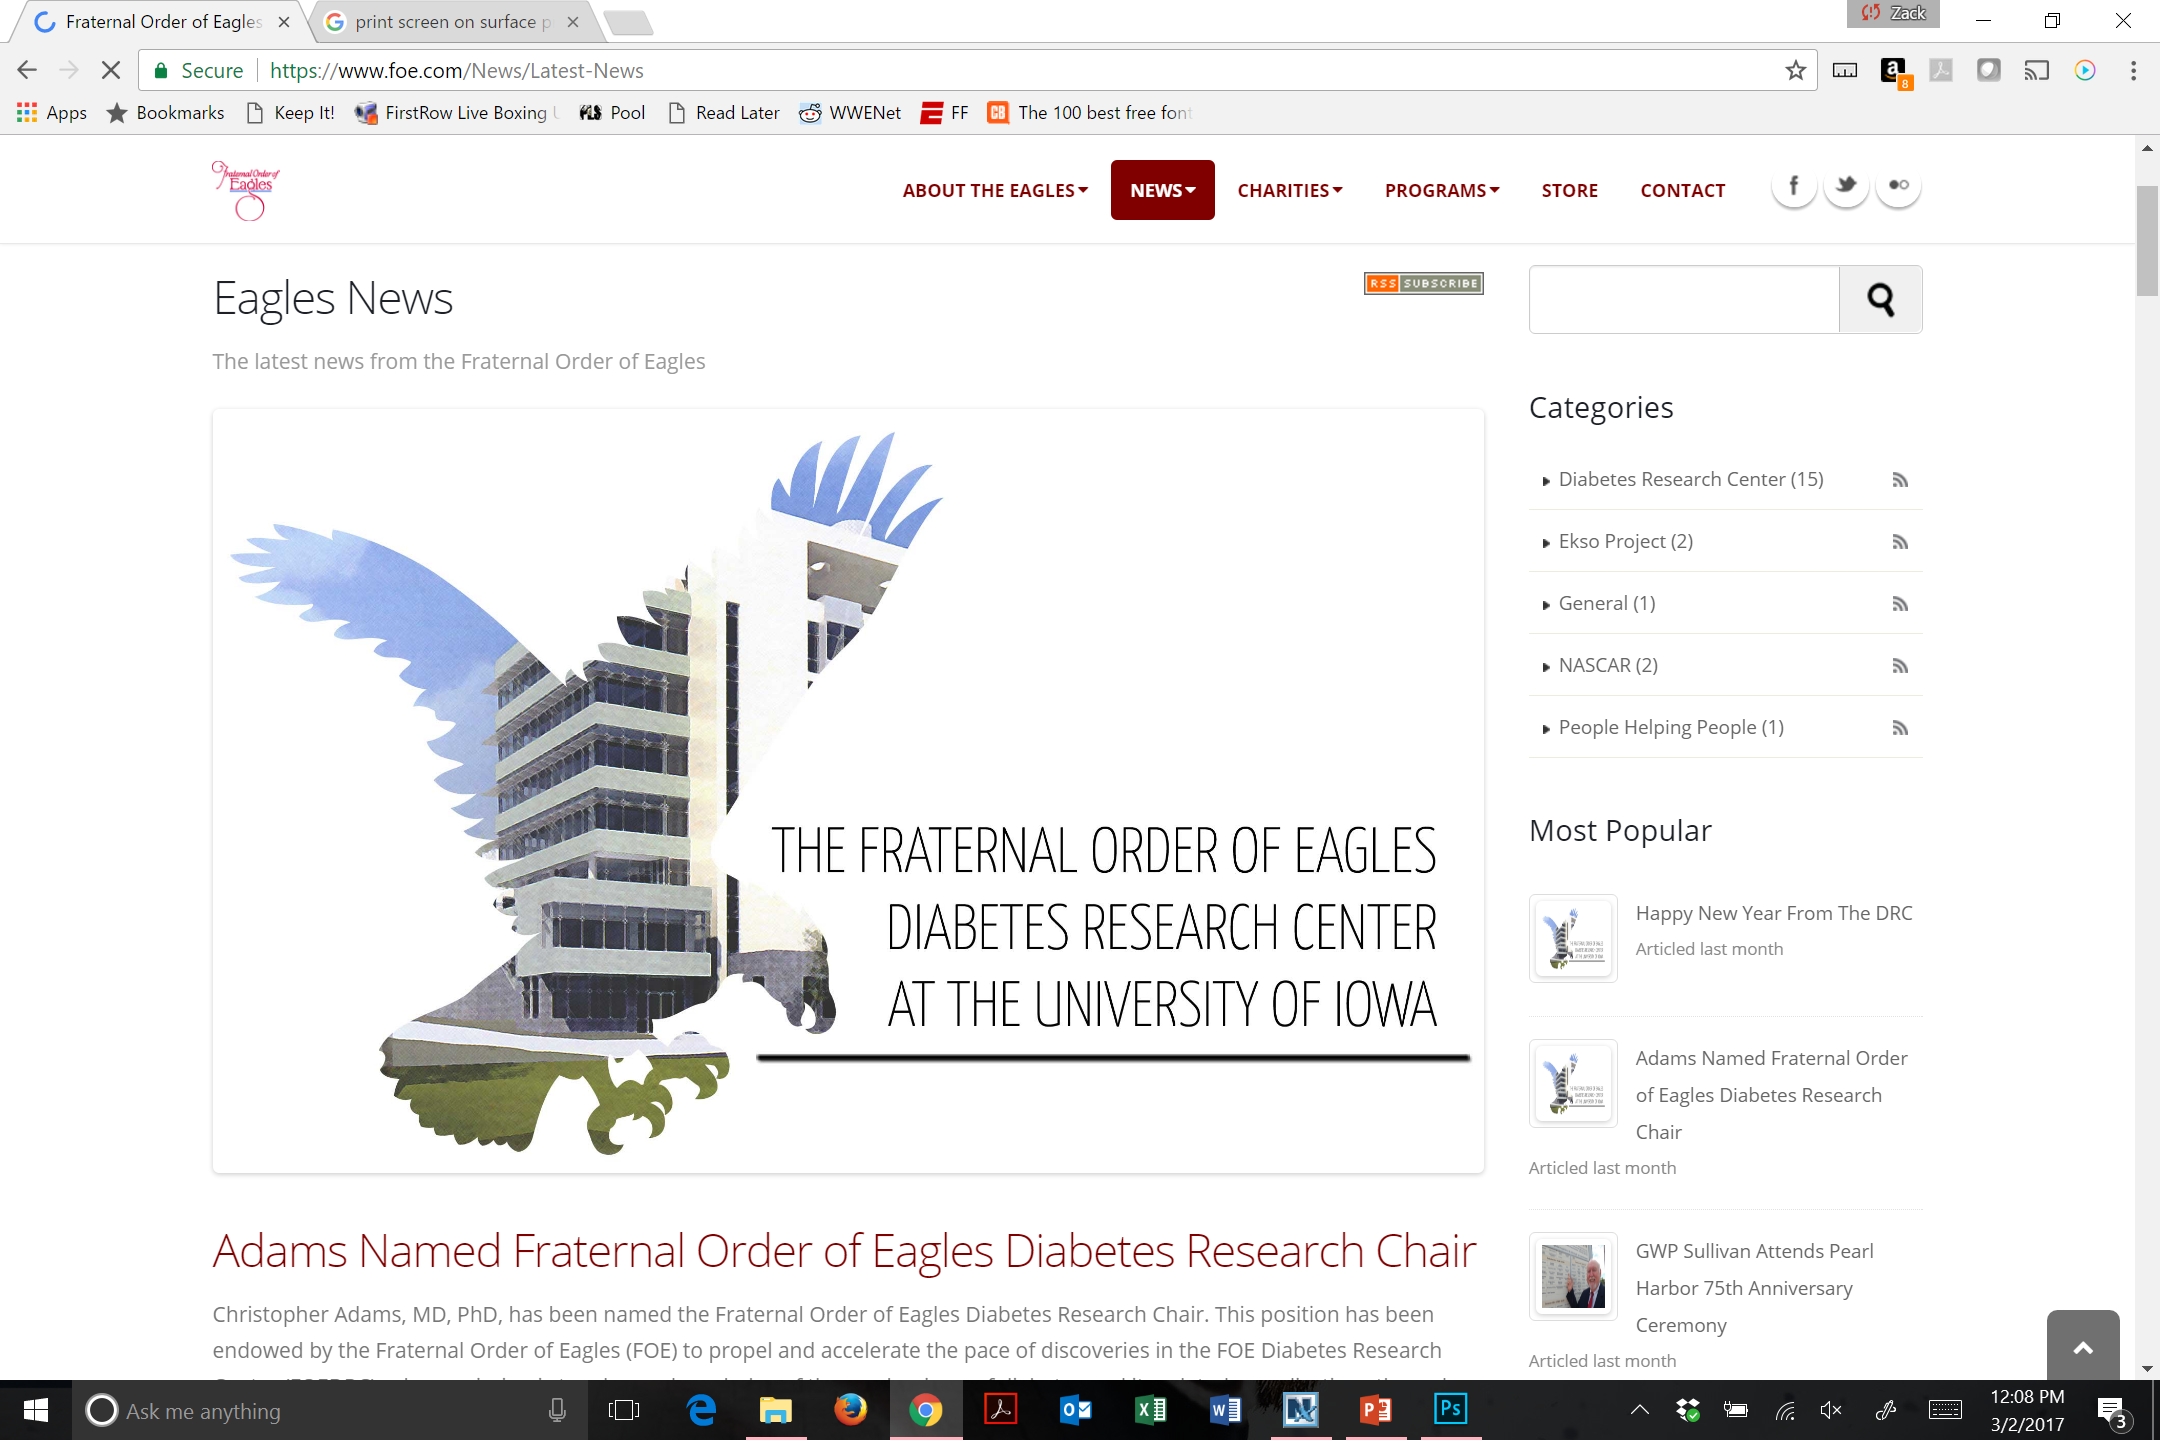 Fraternal Order of Eagles
print screen on surface p
Zack
Secure
https://www.foe.com/News/Latest-News
8
Apps
Bookmarks
Keep It!
FirstRow Live Boxing
Pool
Read Later
WWENet
FF
The 100 best free font
Fraternal Order of
Eagles
ABOUT THE EAGLES
NEWS
CHARITIES
PROGRAMS
STORE
CONTACT
Eagles News
RSS SUBSCRIBE
The latest news from the Fraternal Order of Eagles
THE FRATERNAL ORDER OF EAGLES
DIABETES RESEARCH CENTER
AT THE UNIVERSITY OF IOWA
Adams Named Fraternal Order of Eagles Diabetes Research Chair
Christopher Adams, MD, PhD, has been named the Fraternal Order of Eagles Diabetes Research Chair. This position has been
endowed by the Fraternal Order of Eagles (FOE) to propel and accelerate the pace of discoveries in the FOE Diabetes Research
Categories
Diabetes Research Center (15)
Ekso Project (2)
General (1)
NASCAR (2)
People Helping People (1)
Most Popular
Happy New Year From The DRC
Articled last month
Adams Named Fraternal Order
of Eagles Diabetes Research
Chair
Articled last month
GWP Sullivan Attends Pearl
Harbor 75th Anniversary
Ceremony
Articled last month
Ask me anything
12:08 PM
3/2/2017
3